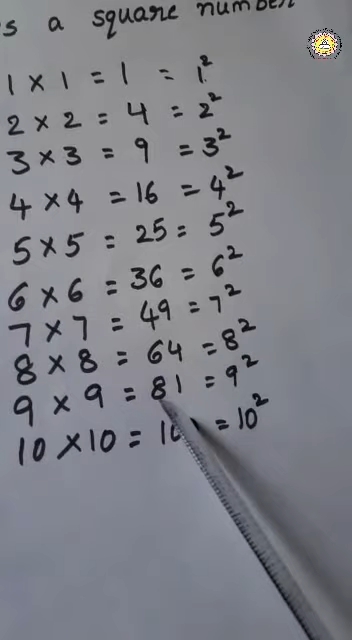 a square number
1 × 1 = 1 = 1²
2 × 2 = 4 = 2²
3 × 3 = 9 = 3²
4 × 4 = 16 = 4²
5 × 5 = 25 = 5²
6 × 6 = 36 = 6²
7 × 7 = 49 = 7²
8 × 8 = 64 = 8²
9 × 9 = 81 = 9²
10 × 10 = 10 = 10²